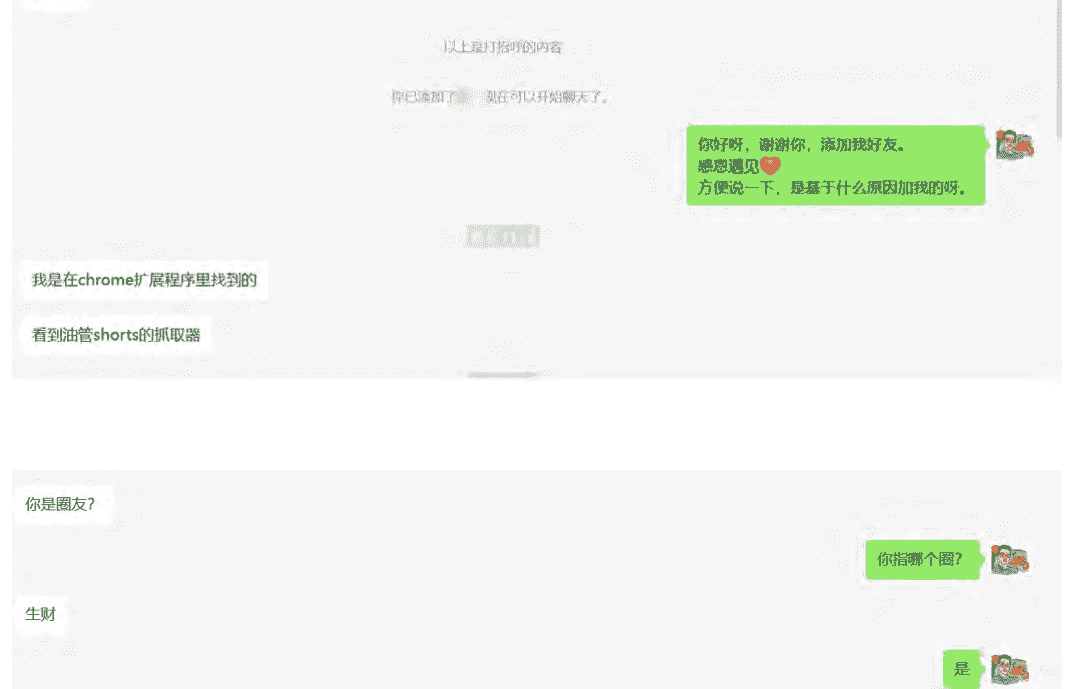 以上是打招呼的内容
你已添加了 现在可以开始聊天了。
你好呀，谢谢你，添加我好友。
感恩遇见❤️
方便说一下，是基于什么原因加我的呀。
我是在chrome扩展程序里找到的
看到油管shorts的抓取器
你是圈友？
你指哪个圈？
生财
是